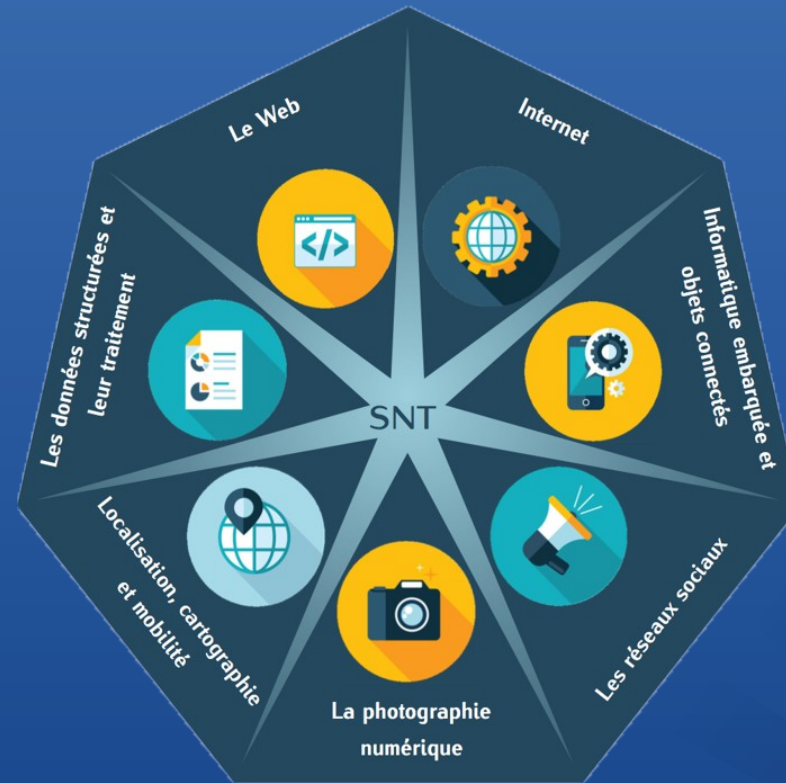 Le Web
Internet
Informatique embarquée et
objets connectés
Les réseaux sociaux
La photographie
numérique
Localisation, cartographie
et mobilité
Les données structurées et
leur traitement
SNT
</>